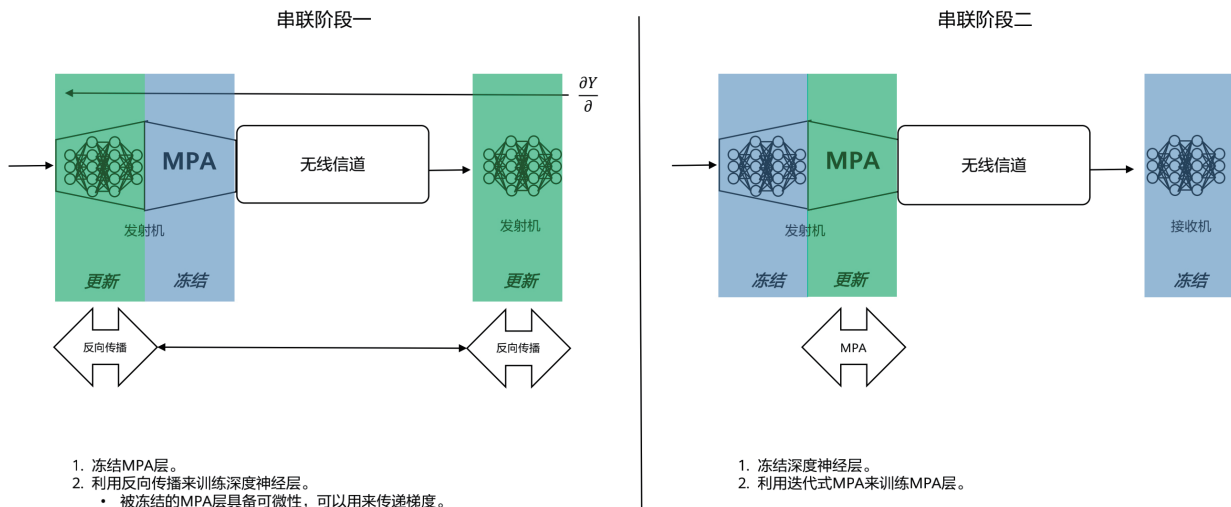 串联阶段一
∂Y
∂
MPA
无线信道
发射机
发射机
更新
冻结
更新
反向传播
反向传播
1. 冻结MPA层。
2. 利用反向传播来训练深度神经层。
• 被冻结的MPA层具备可微性，可以用来传递梯度。
串联阶段二
MPA
无线信道
发射机
接收机
冻结
更新
冻结
MPA
1. 冻结深度神经层。
2. 利用迭代式MPA来训练MPA层。